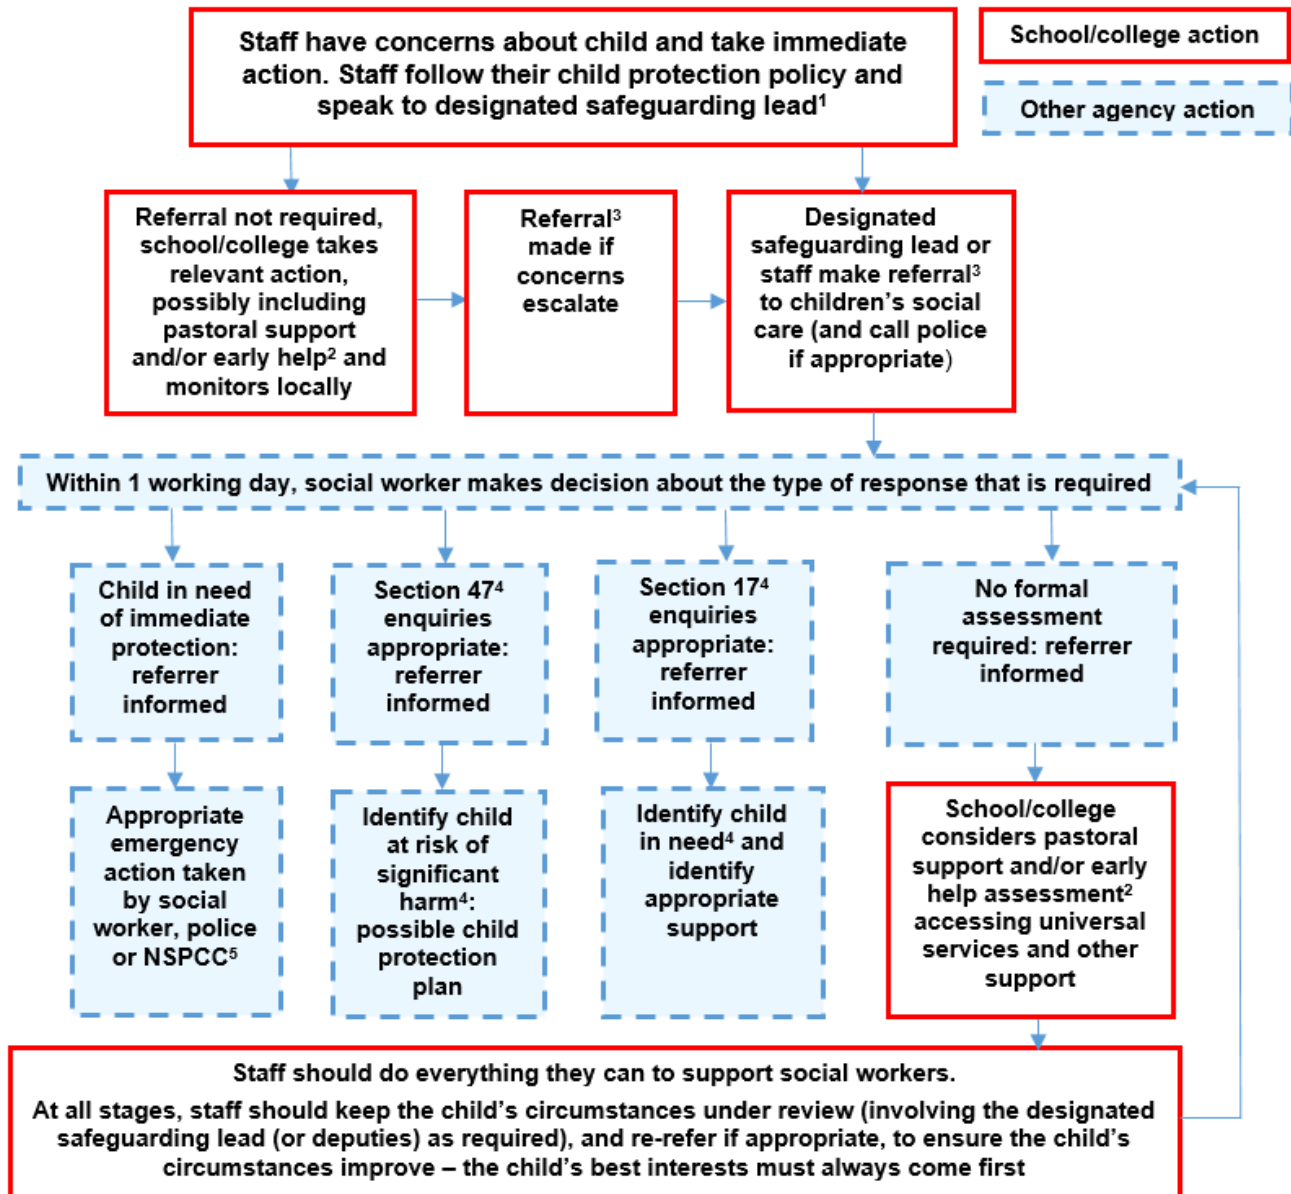 Staff have concerns about child and take immediate
action. Staff follow their child protection policy and
speak to designated safeguarding lead¹
School/college action
Other agency action
Referral not required,
school/college takes
relevant action,
possibly including
pastoral support
and/or early help² and
monitors locally
Referral³
made if
concerns
escalate
Designated
safeguarding lead or
staff make referral³
to children’s social
care (and call police
if appropriate)
Within 1 working day, social worker makes decision about the type of response that is required
Child in need
of immediate
protection:
referrer
informed
Section 47⁴
enquiries
appropriate:
referrer
informed
Section 17⁴
enquiries
appropriate:
referrer
informed
No formal
assessment
required: referrer
informed
Appropriate
emergency
action taken
by social
worker, police
or NSPCC⁵
Identify child
at risk of
significant
harm⁴:
possible child
protection
plan
Identify child
in need⁴ and
identify
appropriate
support
School/college
considers pastoral
support and/or early
help assessment²
accessing universal
services and other
support
Staff should do everything they can to support social workers.
At all stages, staff should keep the child’s circumstances under review (involving the designated
safeguarding lead (or deputies) as required), and re-refer if appropriate, to ensure the child’s
circumstances improve – the child’s best interests must always come first